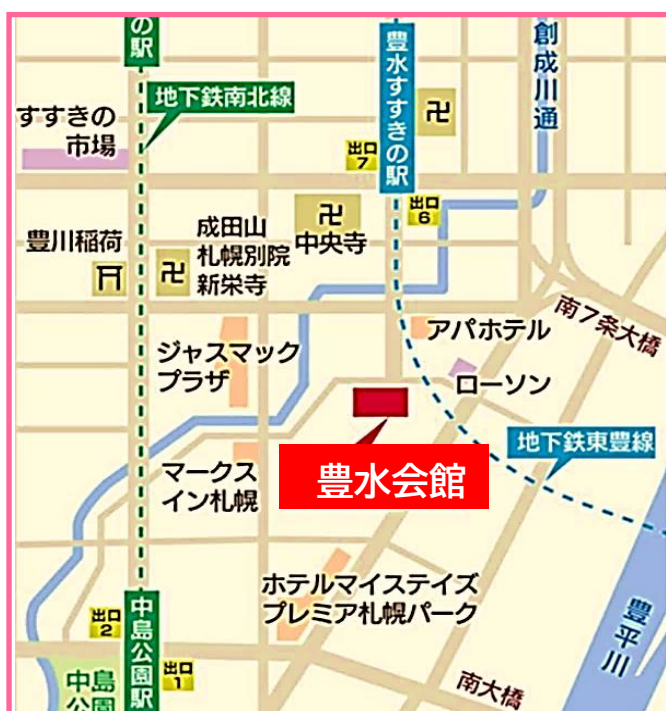 の駅
地下鉄南北線
すすきの
市場
豊水すすきの駅
出口
7
出口
6
創成川通
卍
豊川稲荷
卍
成田山
札幌別院
新栄寺
卍
中央寺
アパホテル
南7条大橋
ジャスマック
プラザ
ローソン
地下鉄東豊線
豊水会館
マークス
イン札幌
ホテルマイステイズ
プレミア札幌パーク
豊平川
出口
2
中島公園駅
出口
1
中島
公園
南大橋